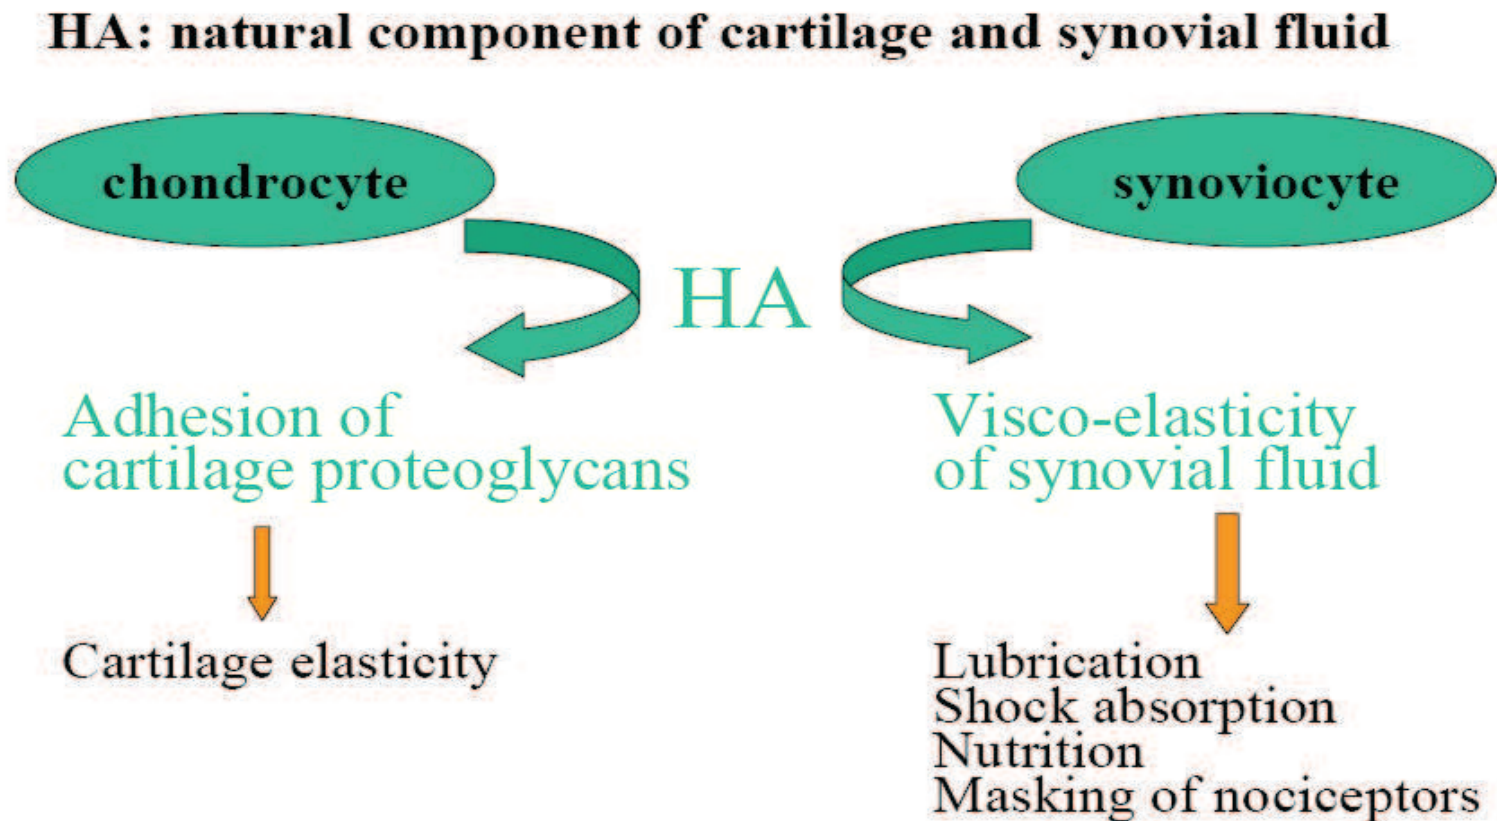 HA: natural component of cartilage and synovial fluid
chondrocyte
synoviocyte
HA
Adhesion of
cartilage proteoglycans
Visco-elasticity
of synovial fluid
Cartilage elasticity
Lubrication
Shock absorption
Nutrition
Masking of nociceptors